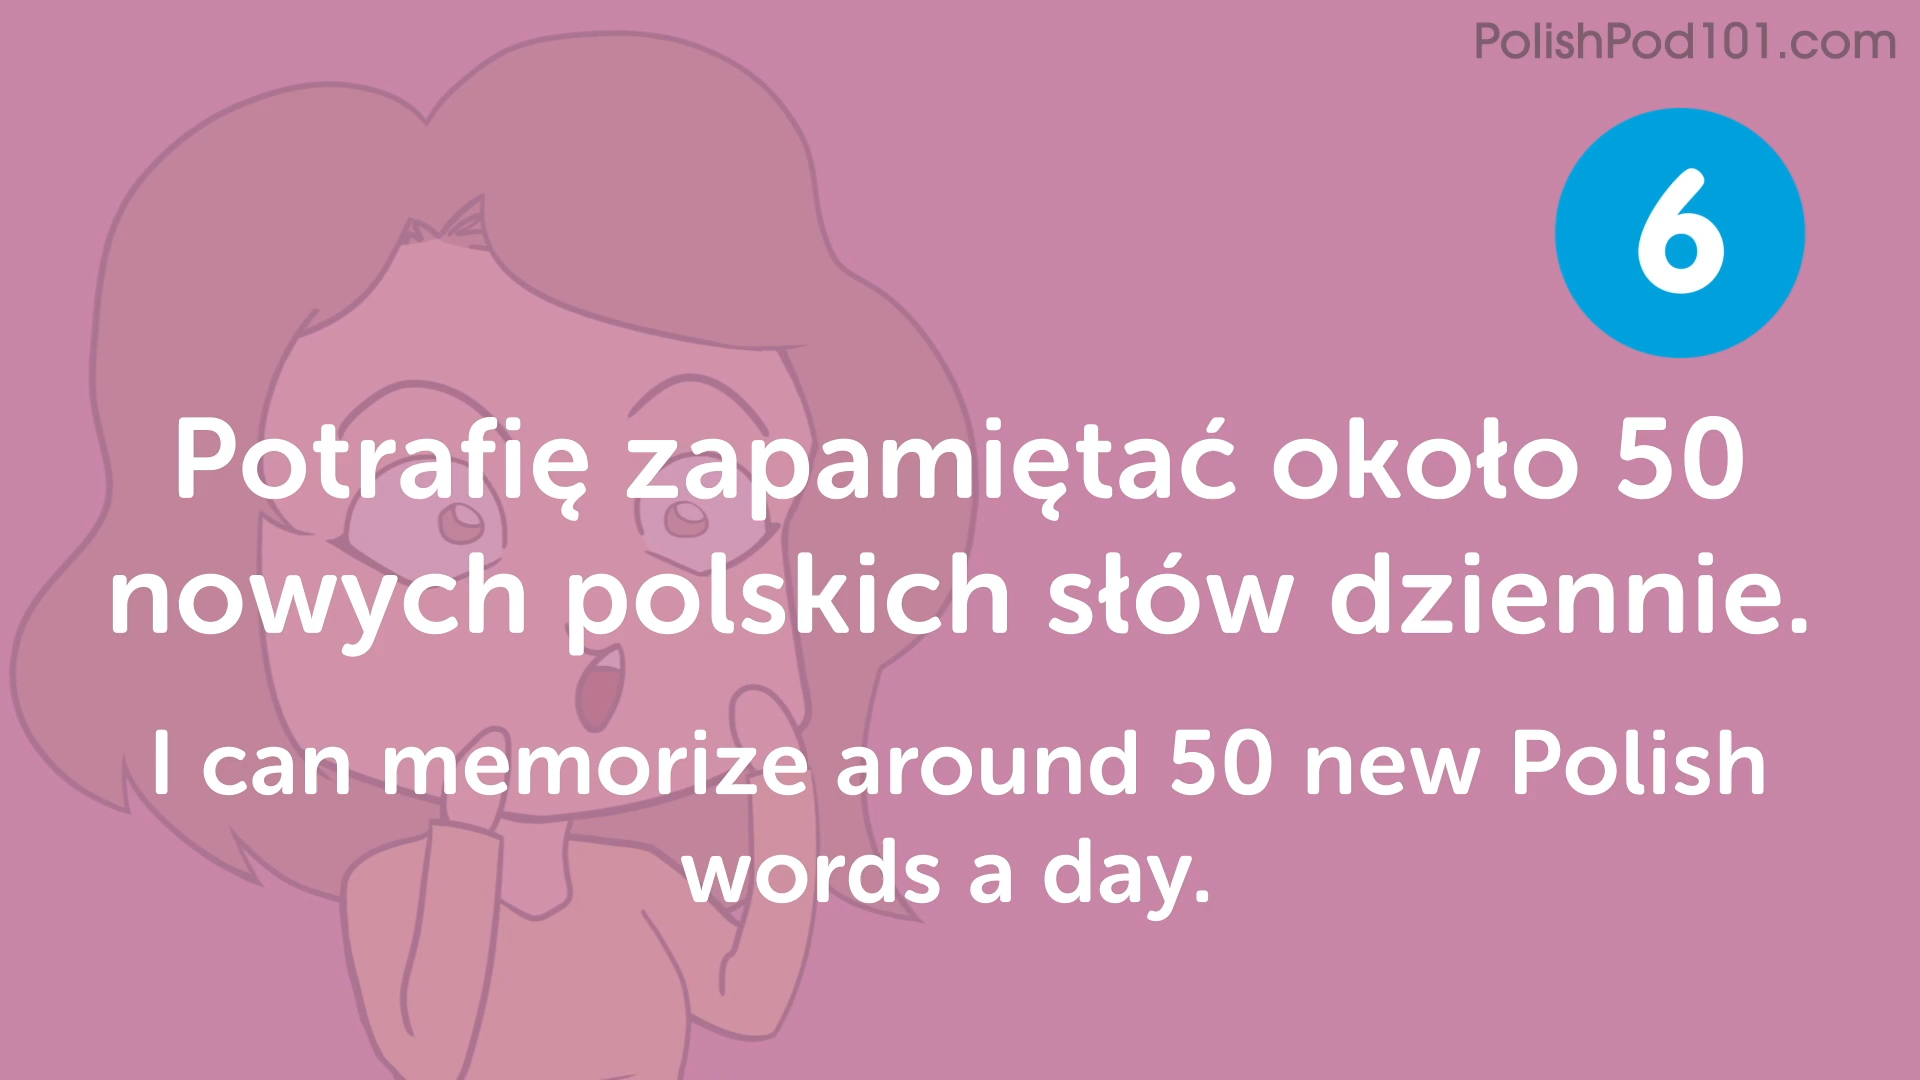 PolishPod101.com
6
Potrafię zapamiętać około 50
nowych polskich słów dziennie.
I can memorize around 50 new Polish
words a day.